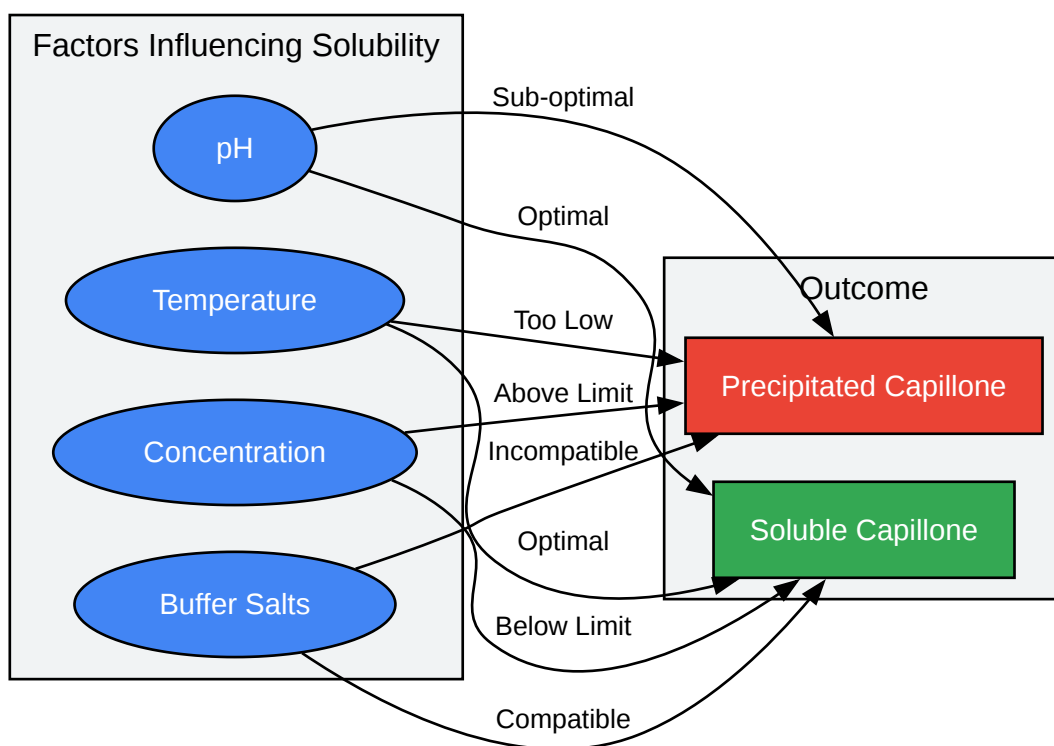 Factors Influencing Solubility
Sub-optimal
pH
Optimal
Outcome
Temperature
Too Low
Precipitated Capillone
Above Limit
Concentration
Incompatible
Soluble Capillone
Optimal
Buffer Salts
Below Limit
Compatible